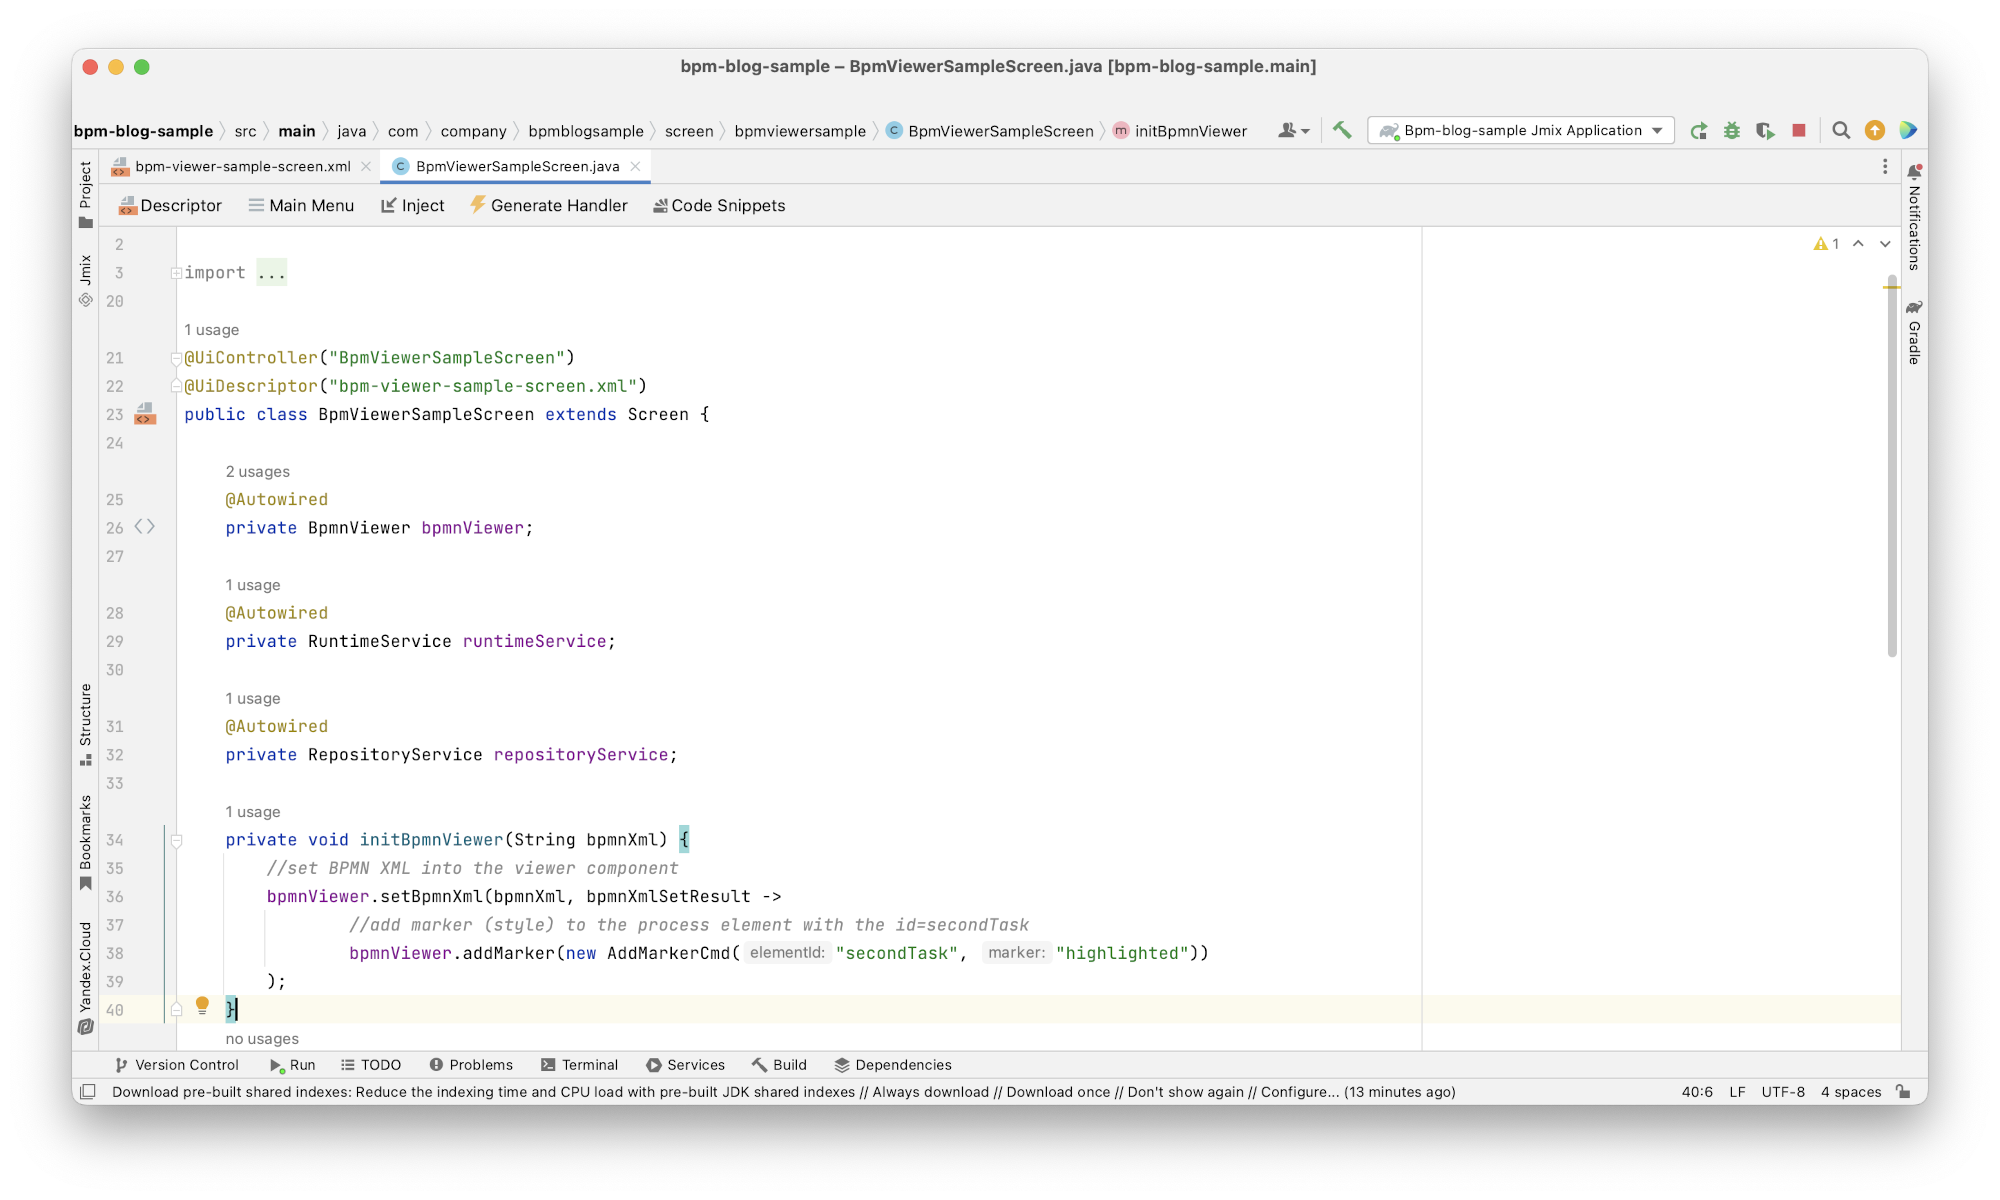 bpm-blog-sample – BpmViewerSampleScreen.java [bpm-blog-sample.main]
bpm-blog-sample src main java com company bpmblogsample screen bpmviewersample C BpmViewerSampleScreen m initBpmnViewer Bpm-blog-sample Jmix Application
bpm-viewer-sample-screen.xml C BpmViewerSampleScreen.java
Descriptor Main Menu Inject Generate Handler Code Snippets
Project
Jmix
Structure
Bookmarks
Yandex.Cloud
Notifications
Gradle
1
2
3 import ...
20
1 usage
21 @UiController("BpmViewerSampleScreen")
22 @UiDescriptor("bpm-viewer-sample-screen.xml")
23 public class BpmViewerSampleScreen extends Screen {
24
2 usages
25 @Autowired
26 private BpmnViewer bpmnViewer;
27
1 usage
28 @Autowired
29 private RuntimeService runtimeService;
30
1 usage
31 @Autowired
32 private RepositoryService repositoryService;
33
1 usage
34 private void initBpmnViewer(String bpmnXml) {
35 //set BPMN XML into the viewer component
36 bpmnViewer.setBpmnXml(bpmnXml, bpmnXmlSetResult ->
37 //add marker (style) to the process element with the id=secondTask
38 bpmnViewer.addMarker(new AddMarkerCmd( elementId: "secondTask", marker: "highlighted"))
39 );
40 }
no usages
Version Control Run TODO Problems Terminal Services Build Dependencies
Download pre-built shared indexes: Reduce the indexing time and CPU load with pre-built JDK shared indexes // Always download // Download once // Don't show again // Configure... (13 minutes ago) 40:6 LF UTF-8 4 spaces